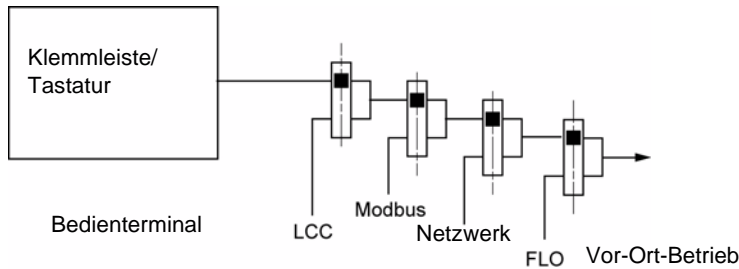 Klemmleiste/
Tastatur
Bedienterminal
LCC
Modbus
Netzwerk
FLO
Vor-Ort-Betrieb